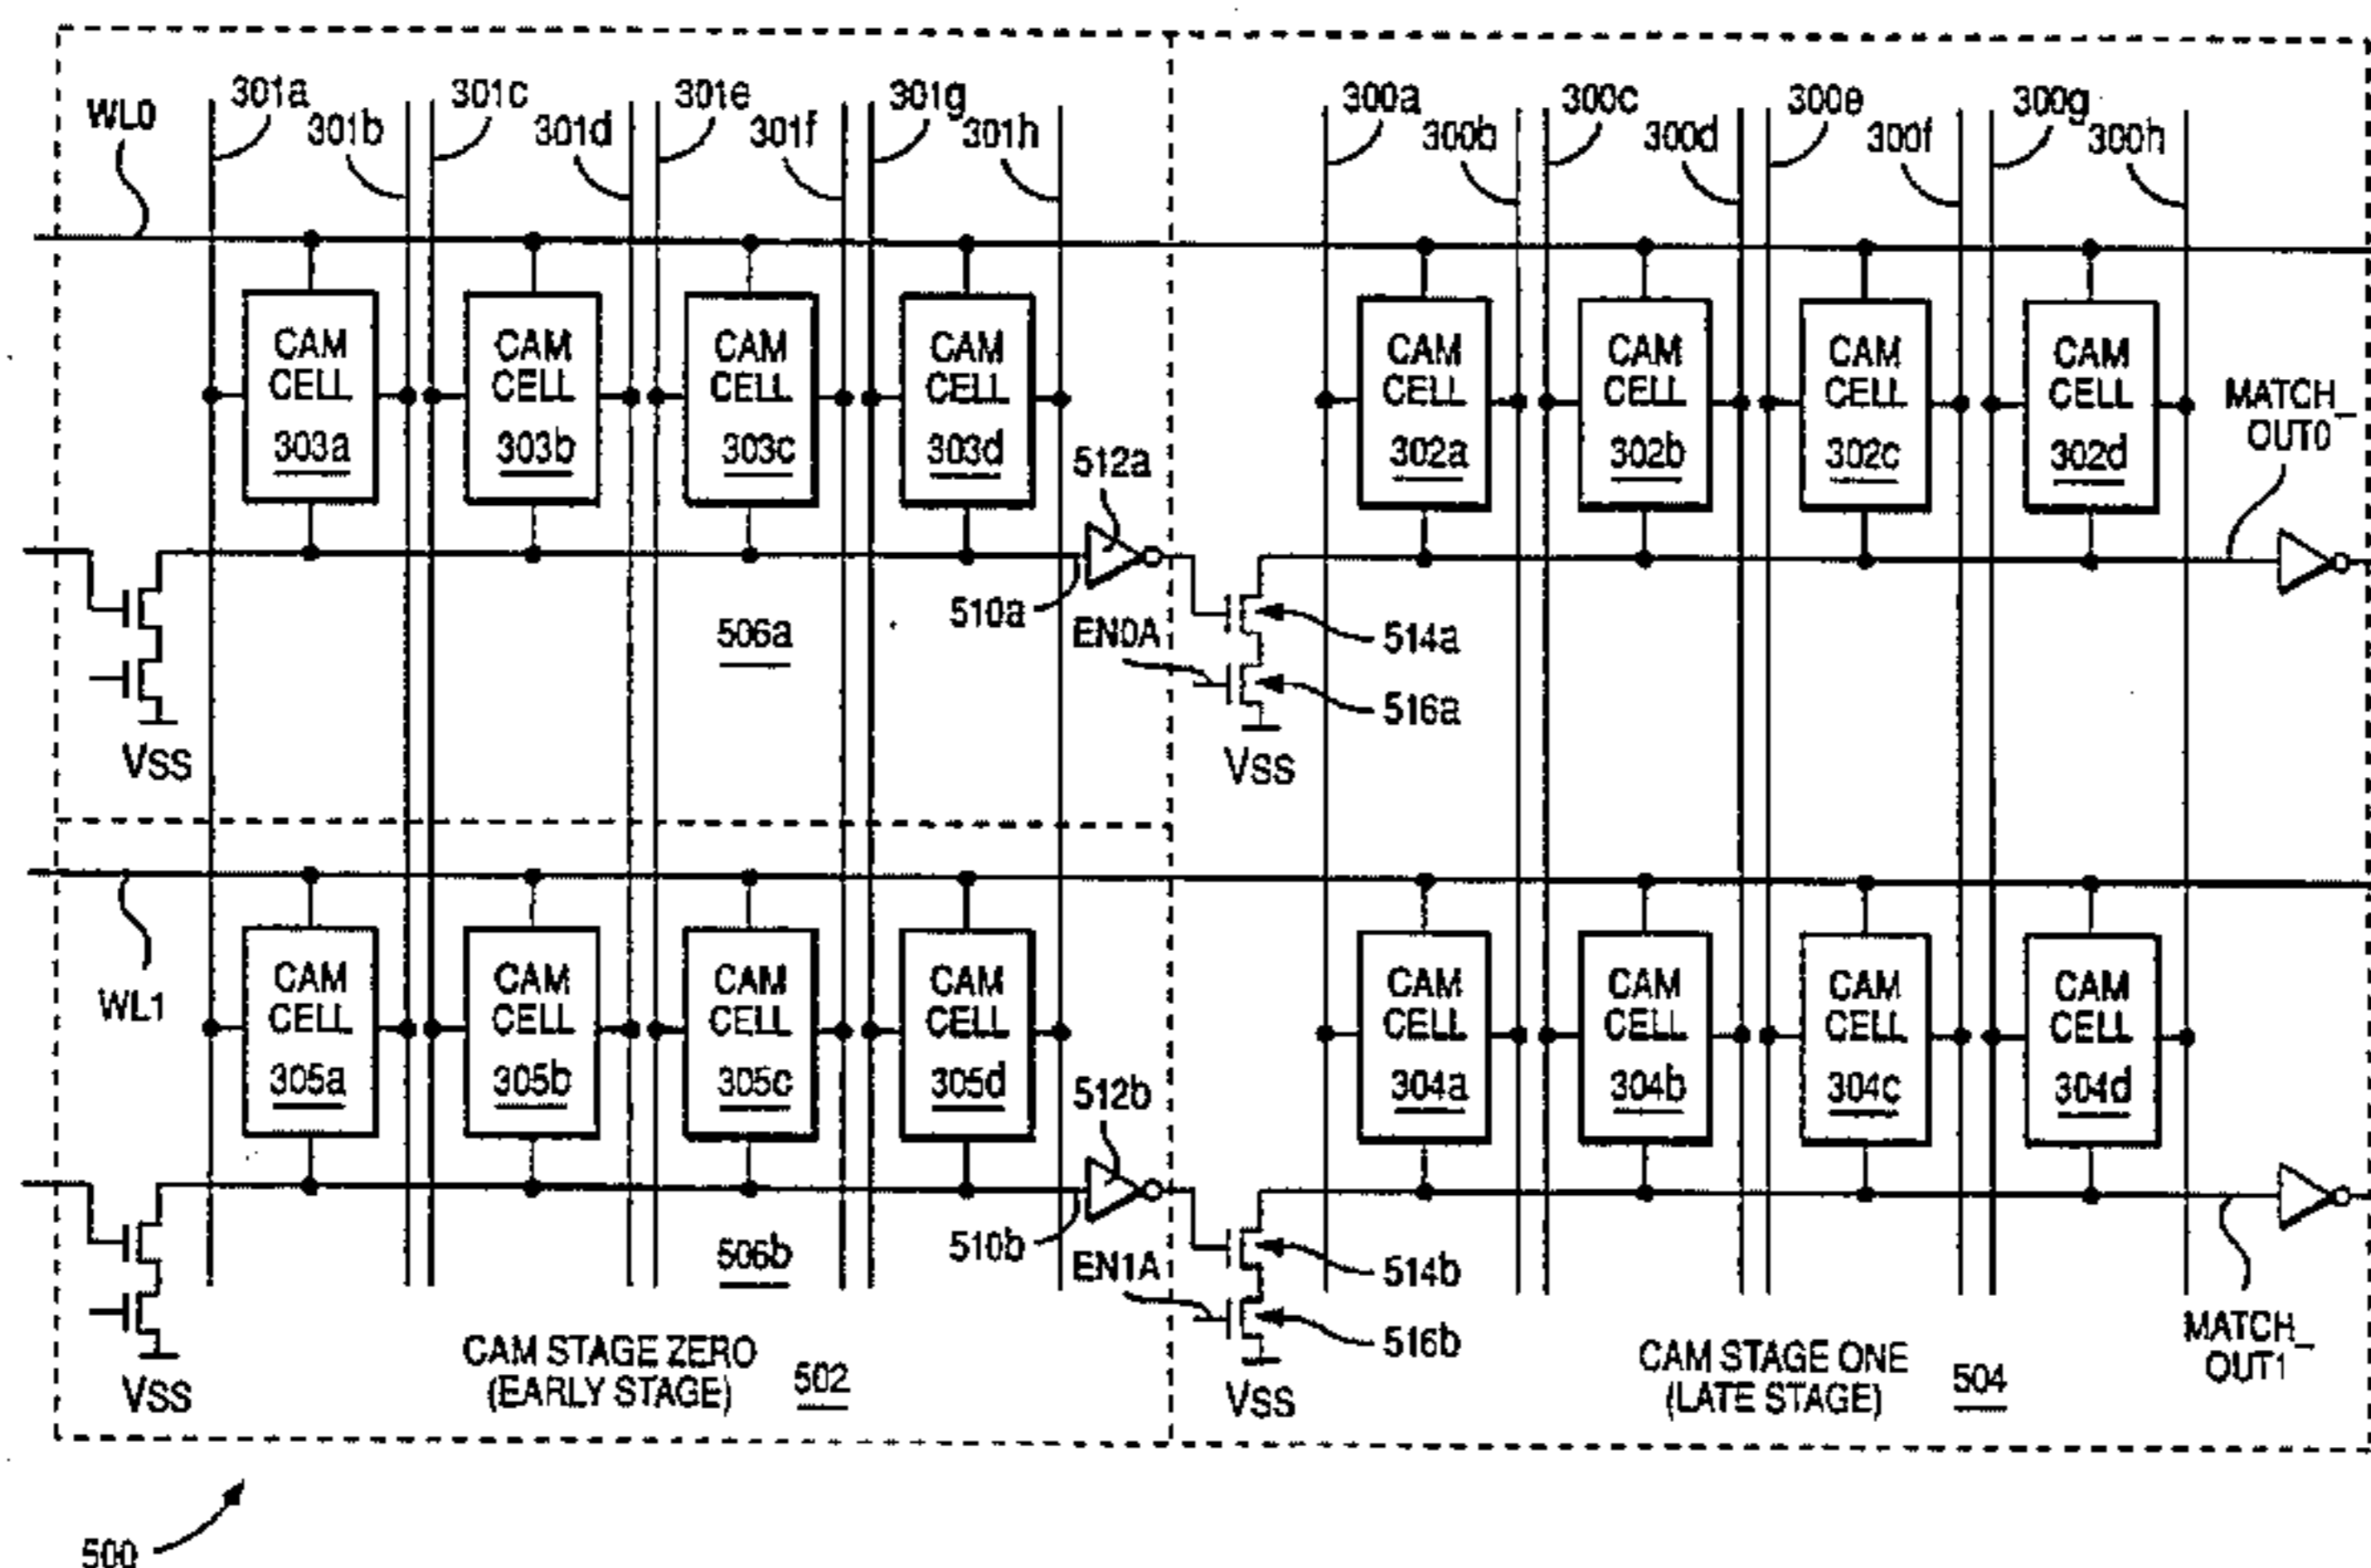 301a 301c 301e 301g 300a 300c 300e 300g
WL0 301b 301d 301f 301h 300b 300d 300f 300h
CAM CELL 303a
CAM CELL 303b
CAM CELL 303c
CAM CELL 303d
512a
CAM CELL 302a
CAM CELL 302b
CAM CELL 302c
CAM CELL 302d
MATCH_
OUT0
506a
510a
EN0A
514a
516a
VSS
VSS
WL1
CAM CELL 305a
CAM CELL 305b
CAM CELL 305c
CAM CELL 305d
512b
CAM CELL 304a
CAM CELL 304b
CAM CELL 304c
CAM CELL 304d
506b
510b
EN1A
514b
516b
VSS
VSS
MATCH_
OUT1
CAM STAGE ZERO
(EARLY STAGE)
502
CAM STAGE ONE
(LATE STAGE)
504
500